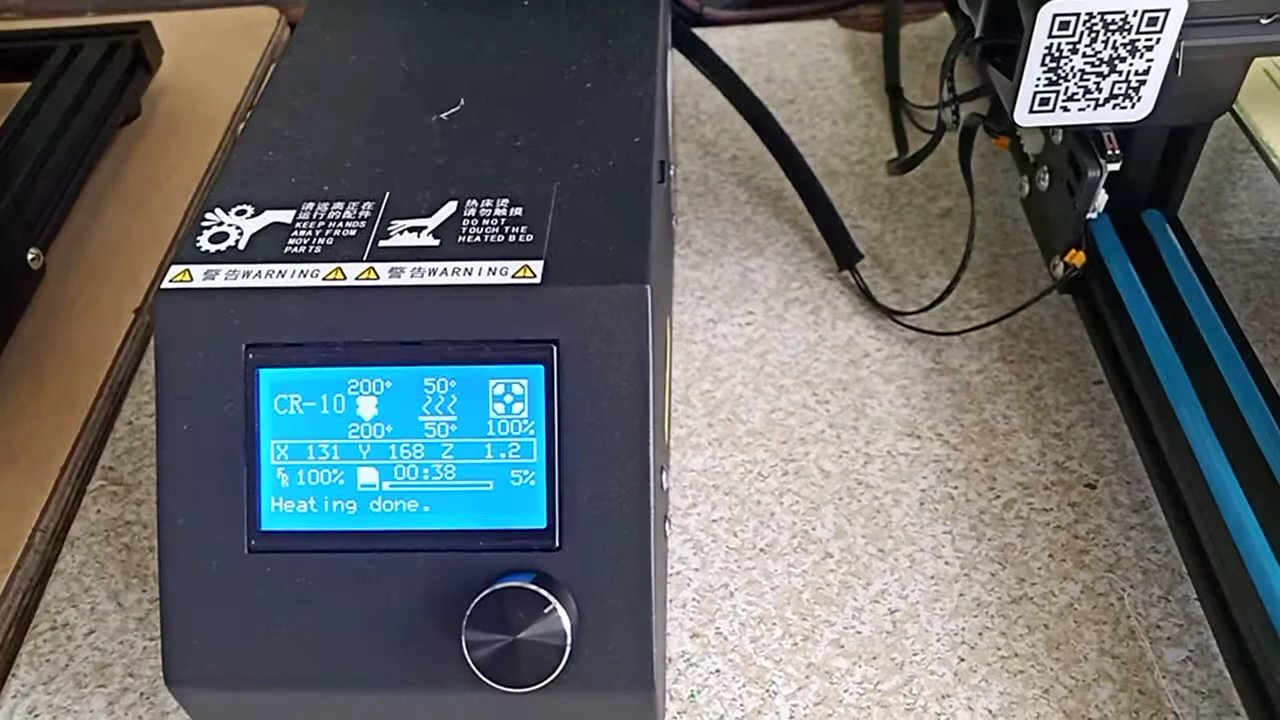 请远离正在
运行的配件
KEEP HANDS
AWAY FROM
MOVING
PARTS
热床烫
请勿触摸
DO NOT
TOUCH THE
HEATED BED
警告WARNING
警告WARNING
200° 50°
CR-10
200° 50° 100%
X 131 Y 168 Z 1.2
FR 100% 00:38 5%
Heating done.